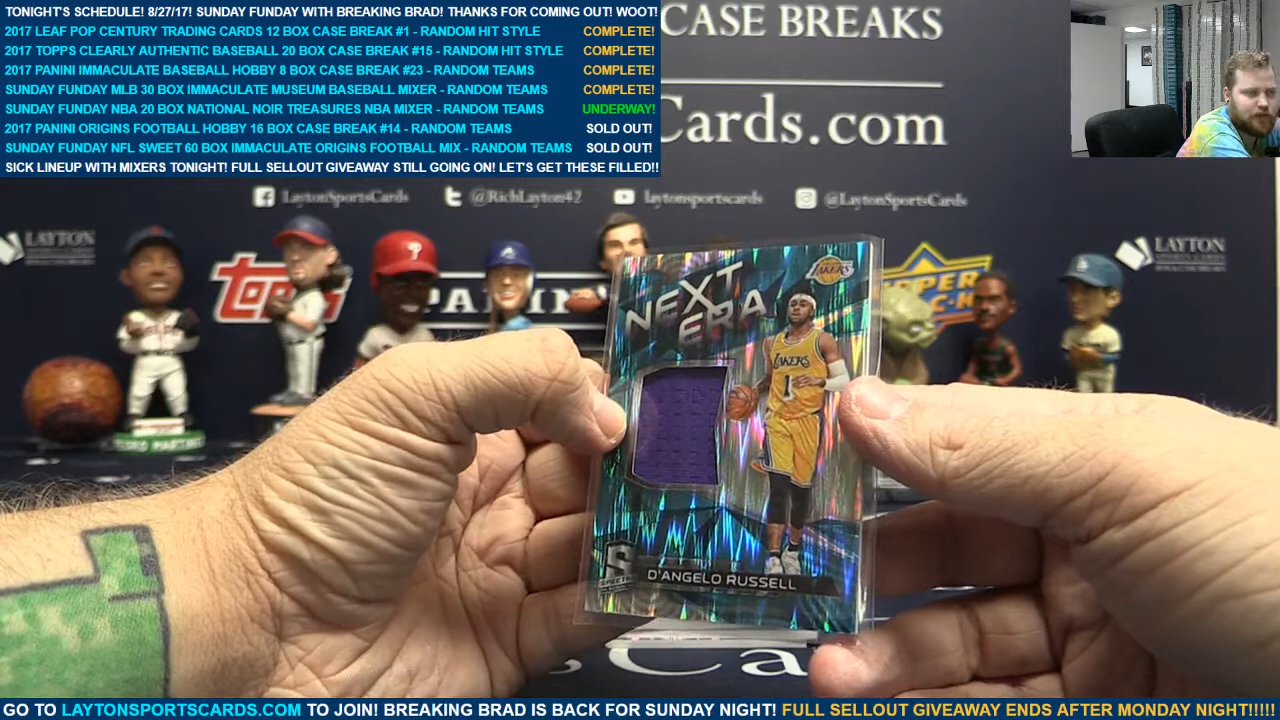 TONIGHT'S SCHEDULE! 8/27/17! SUNDAY FUNDAY WITH BREAKING BRAD! THANKS FOR COMING OUT! WOOT!
2017 LEAF POP CENTURY TRADING CARDS 12 BOX CASE BREAK #1 - RANDOM HIT STYLE COMPLETE!
2017 TOPPS CLEARLY AUTHENTIC BASEBALL 20 BOX CASE BREAK #15 - RANDOM HIT STYLE COMPLETE!
2017 PANINI IMMACULATE BASEBALL HOBBY 8 BOX CASE BREAK #23 - RANDOM TEAMS COMPLETE!
SUNDAY FUNDAY MLB 30 BOX IMMACULATE MUSEUM BASEBALL MIXER - RANDOM TEAMS COMPLETE!
SUNDAY FUNDAY NBA 20 BOX NATIONAL NOIR TREASURES NBA MIXER - RANDOM TEAMS UNDERWAY!
2017 PANINI ORIGINS FOOTBALL HOBBY 16 BOX CASE BREAK #14 - RANDOM TEAMS SOLD OUT!
SUNDAY FUNDAY NFL SWEET 60 BOX IMMACULATE ORIGINS FOOTBALL MIX - RANDOM TEAMS SOLD OUT!
SICK LINEUP WITH MIXERS TONIGHT! FULL SELLOUT GIVEAWAY STILL GOING ON! LET'S GET THESE FILLED!!
CASE BREAKS
Cards.com
LaytonSportsCards @RichLayton42 laytonsportscards @LaytonSportsCards
LAYTON
LAYTON
topps
PANINI
UPPER
NEXT
ERA
LAKERS
LAKERS
1
D'ANGELO RUSSELL
SPECTRA
Ca
GO TO LAYTONSPORTSCARDS.COM TO JOIN! BREAKING BRAD IS BACK FOR SUNDAY NIGHT! FULL SELLOUT GIVEAWAY ENDS AFTER MONDAY NIGHT!!!!!